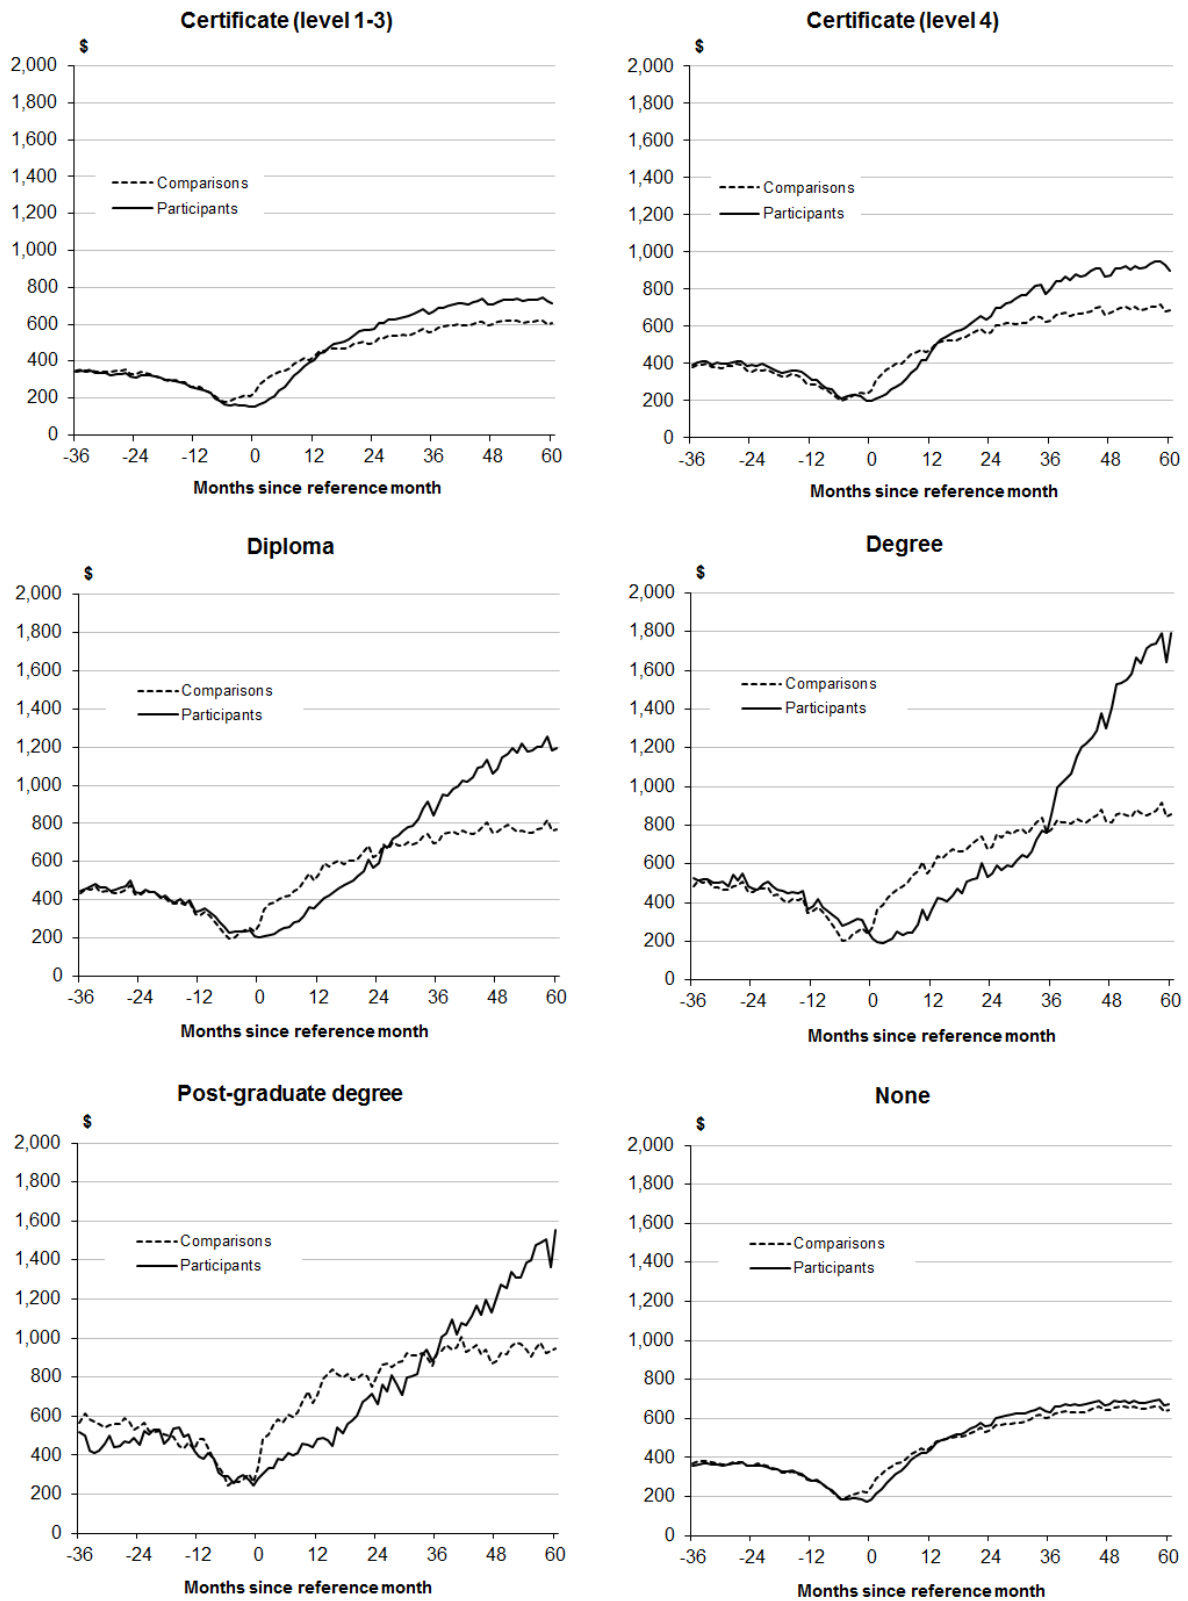 Certificate (level 1-3)
$
2,000
1,800
1,600
1,400
1,200
1,000
800
600
400
200
0
Comparisons
Participants
-36 -24 -12 0 12 24 36 48 60
Months since reference month
Certificate (level 4)
$
2,000
1,800
1,600
1,400
1,200
1,000
800
600
400
200
0
Comparisons
Participants
-36 -24 -12 0 12 24 36 48 60
Months since reference month
Diploma
$
2,000
1,800
1,600
1,400
1,200
1,000
800
600
400
200
0
Comparisons
Participants
-36 -24 -12 0 12 24 36 48 60
Months since reference month
Degree
$
2,000
1,800
1,600
1,400
1,200
1,000
800
600
400
200
0
Comparisons
Participants
-36 -24 -12 0 12 24 36 48 60
Months since reference month
Post-graduate degree
$
2,000
1,800
1,600
1,400
1,200
1,000
800
600
400
200
0
Comparisons
Participants
-36 -24 -12 0 12 24 36 48 60
Months since reference month
None
$
2,000
1,800
1,600
1,400
1,200
1,000
800
600
400
200
0
Comparisons
Participants
-36 -24 -12 0 12 24 36 48 60
Months since reference month